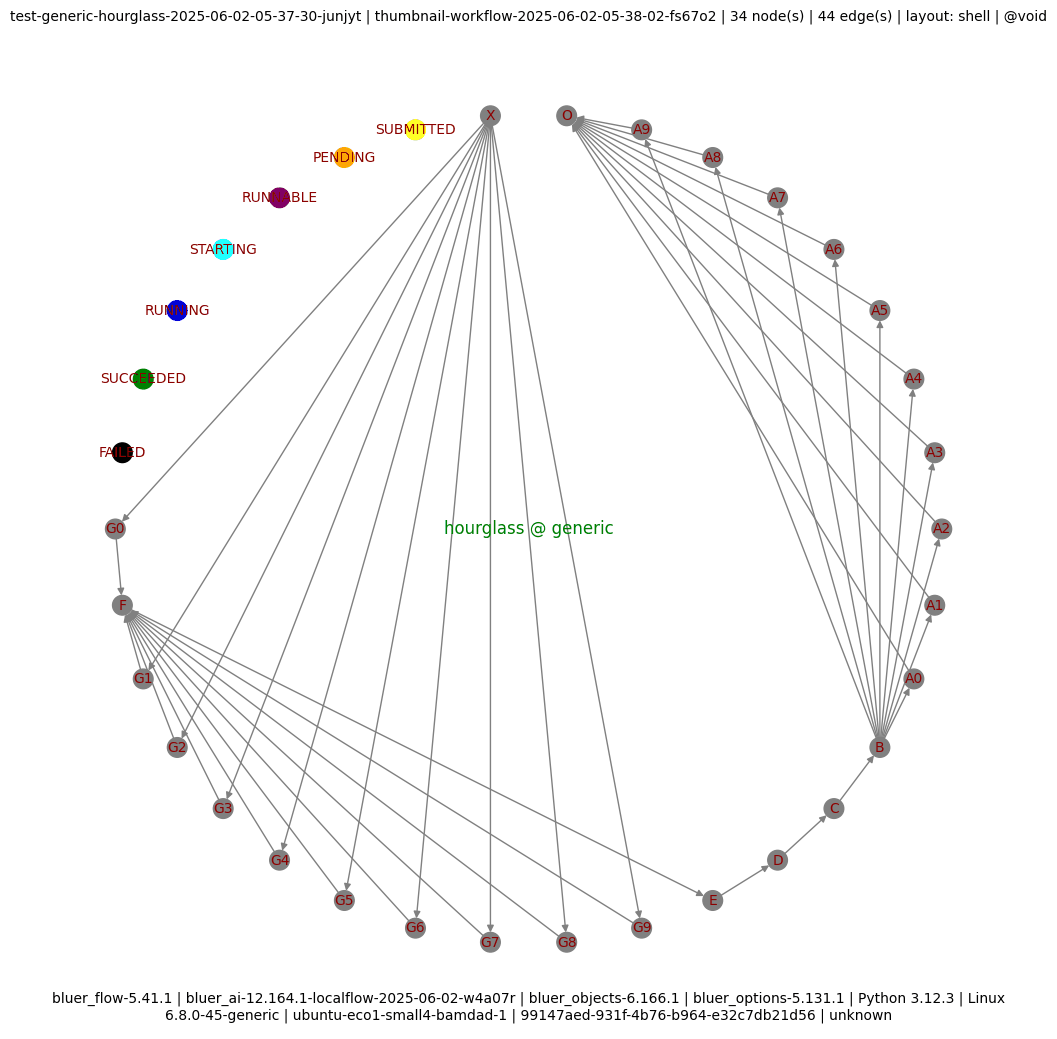 test-generic-hourglass-2025-06-02-05-37-30-junjyt | thumbnail-workflow-2025-06-02-05-38-02-fs67o2 | 34 node(s) | 44 edge(s) | layout: shell | @void
X
O
SUBMITTED
A9
PENDING
A8
RUNNABLE
A7
STARTING
A6
RUNNING
A5
SUCCEEDED
A4
FAILED
A3
G0
hourglass @ generic
A2
F
A1
G1
A0
G2
B
G3
C
G4
D
G5
E
G6
G9
G7
G8
bluer_flow-5.41.1 | bluer_ai-12.164.1-localflow-2025-06-02-w4a07r | bluer_objects-6.166.1 | bluer_options-5.131.1 | Python 3.12.3 | Linux
6.8.0-45-generic | ubuntu-eco1-small4-bamdad-1 | 99147aed-931f-4b76-b964-e32c7db21d56 | unknown